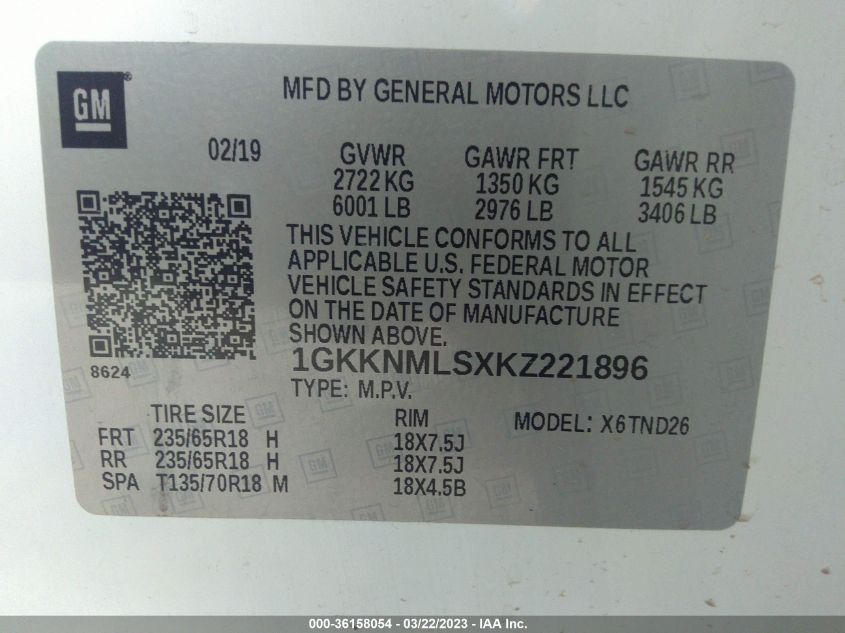 GM ®
MFD BY GENERAL MOTORS LLC
02/19 GVWR GAWR FRT GAWR RR
2722 KG 1350 KG 1545 KG
6001 LB 2976 LB 3406 LB
THIS VEHICLE CONFORMS TO ALL
APPLICABLE U.S. FEDERAL MOTOR
VEHICLE SAFETY STANDARDS IN EFFECT
ON THE DATE OF MANUFACTURE
SHOWN ABOVE.
8624
1GKKNMLSXKZ221896
TYPE: M.P.V.
TIRE SIZE RIM MODEL: X6TND26
FRT 235/65R18 H 18X7.5J
RR 235/65R18 H 18X7.5J
SPA T135/70R18 M 18X4.5B
000-36158054 - 03/22/2023 - IAAI.COM